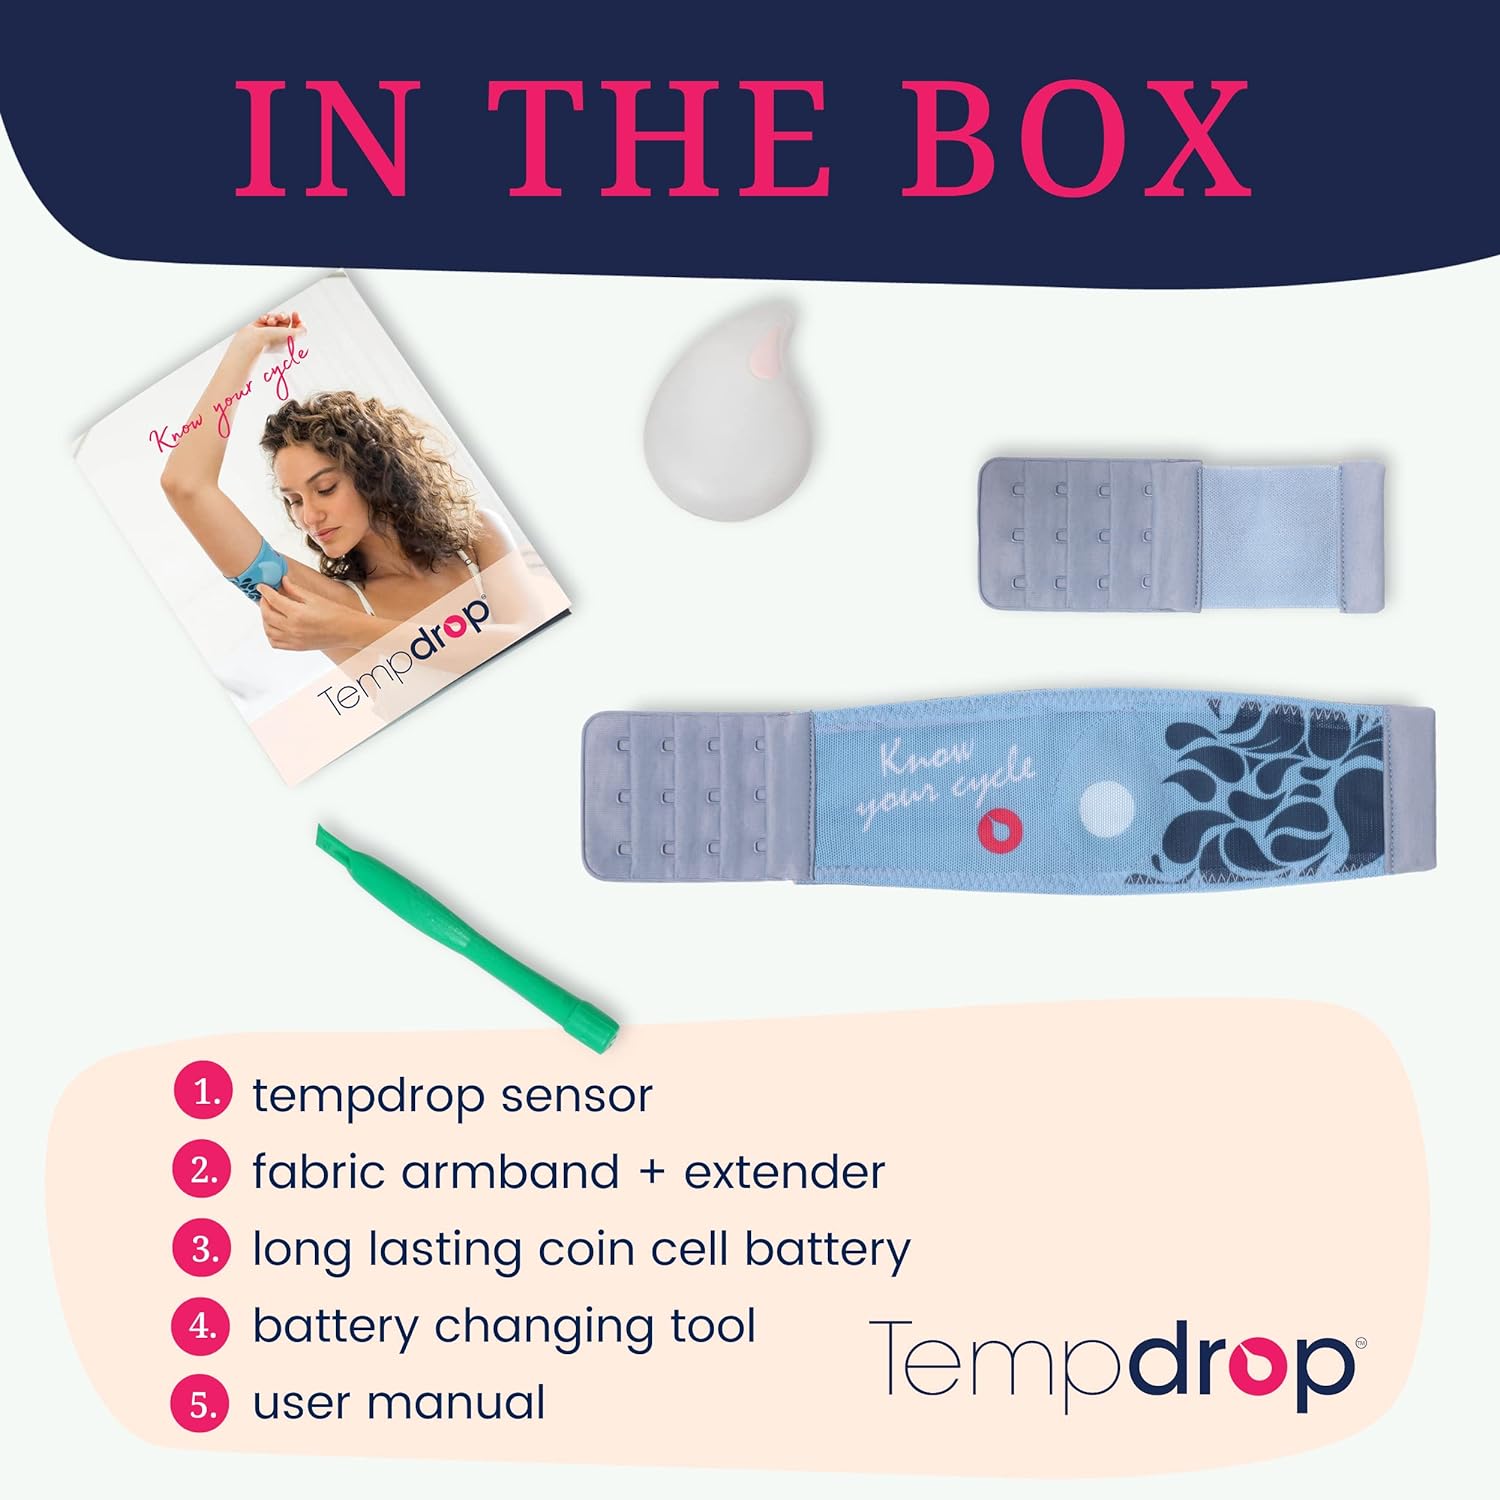 IN THE BOX
Know your cycle
Tempdrop®
Know
your cycle
1. tempdrop sensor
2. fabric armband + extender
3. long lasting coin cell battery
4. battery changing tool
5. user manual
Tempdrop™